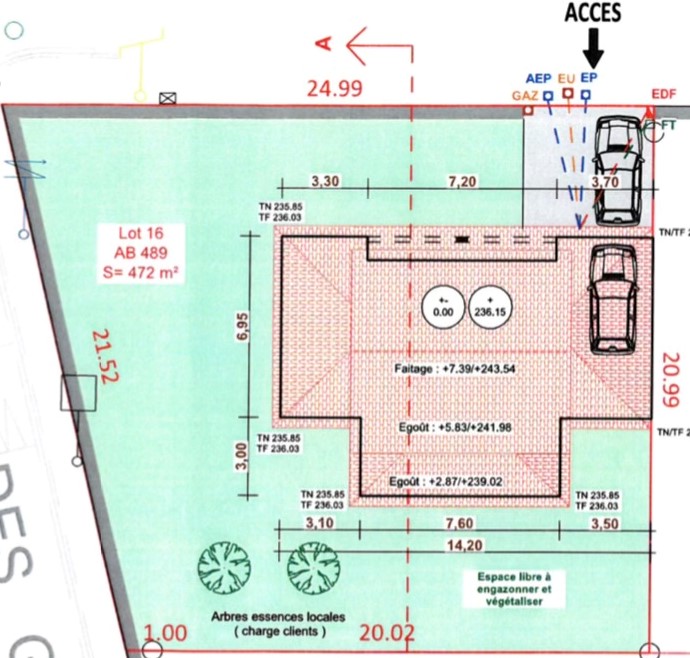 ACCES
A
24.99
AEP EU EP
GAZ
EDF
FT
3,30 7,20 3,70
TN 235.85
TF 236.03
TN/TF 2
Lot 16
AB 489
S= 472 m²
+-
0.00
+
236.15
6,95
21.52
Faitage : +7.39/+243.54
20.99
Egoût : +5.83/+241.98
TN/TF 2
TN 235.85
TF 236.03
3,00
Egoût : +2.87/+239.02
TN 235.85
TF 236.03
TN 235.85
TF 236.03
3,10 7,60 3,50
14,20
DES
Espace libre à
engazonner et
végétaliser
Arbres essences locales
( charge clients )
1.00 20.02